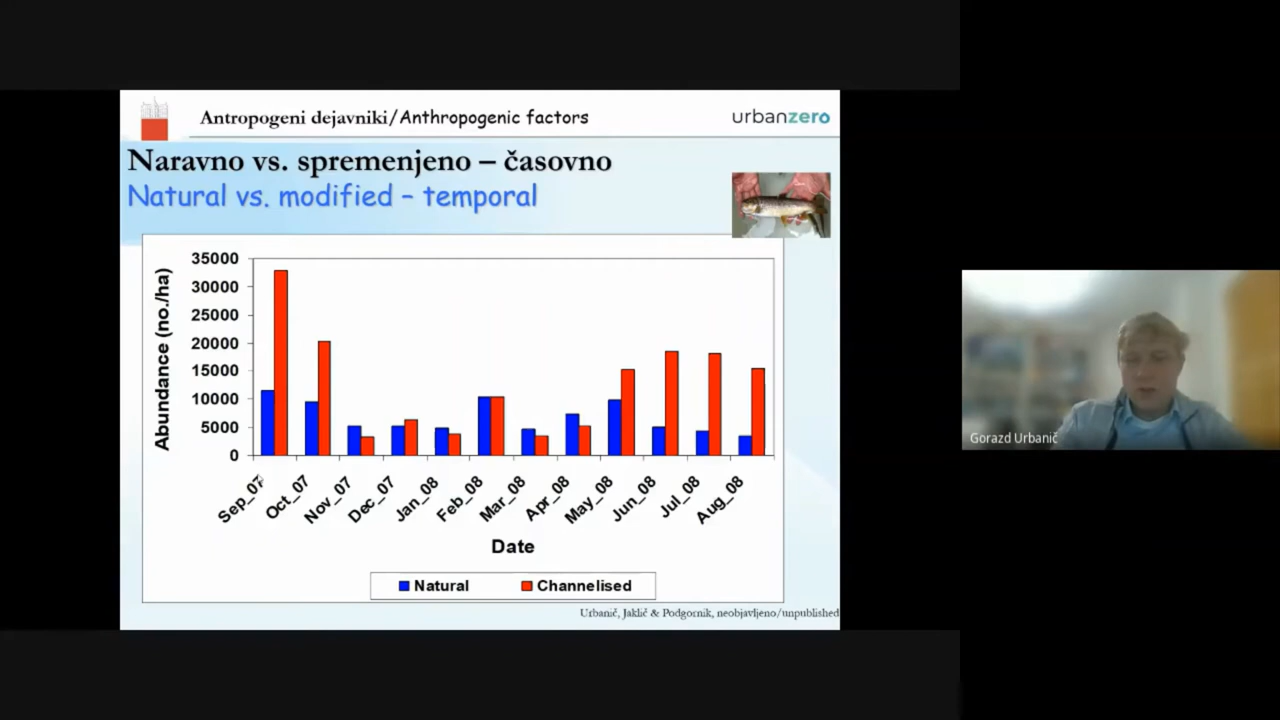 Antropogeni dejavniki/Anthropogenic factors
urbanzero
Naravno vs. spremenjeno – časovno
Natural vs. modified – temporal
Abundance (no./ha)
35000
30000
25000
20000
15000
10000
5000
0
Sep_07
Oct_07
Nov_07
Dec_07
Jan_08
Feb_08
Mar_08
Apr_08
May_08
Jun_08
Jul_08
Aug_08
Date
Natural
Channelised
Urbanič, Jaklič & Podgornik, neobjavljeno/unpublished
Gorazd Urbanič